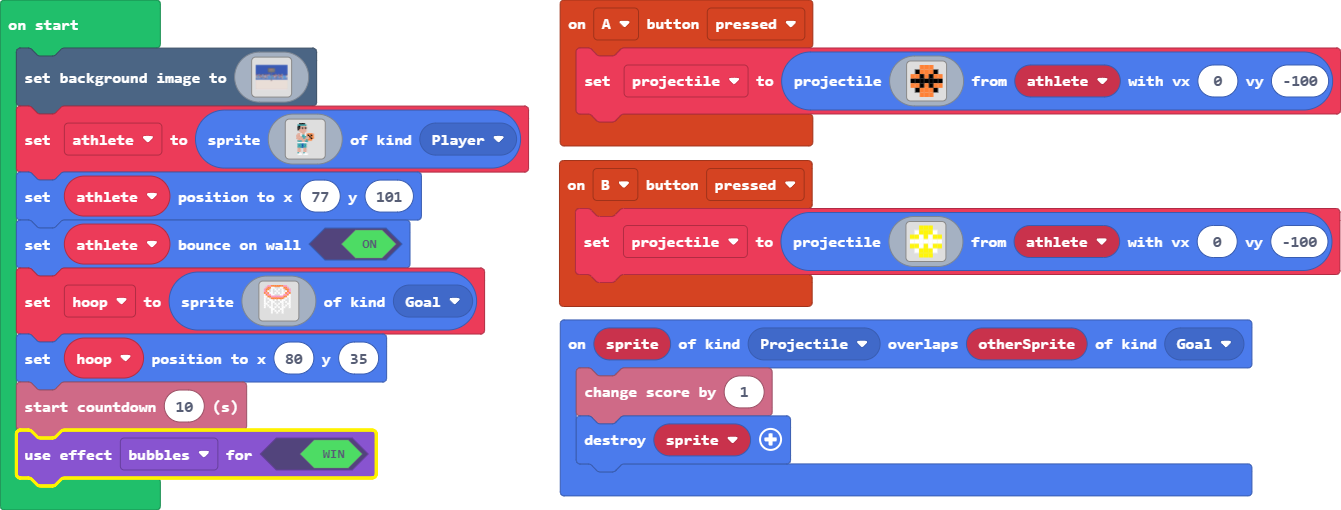 on start
set background image to
set athlete to sprite of kind Player
set athlete position to x 77 y 101
set athlete bounce on wall ON
set hoop to sprite of kind Goal
set hoop position to x 80 y 35
start countdown 10 (s)
use effect bubbles for WIN
on A button pressed
set projectile to projectile from athlete with vx 0 vy -100
on B button pressed
set projectile to projectile from athlete with vx 0 vy -100
on sprite of kind Projectile overlaps otherSprite of kind Goal
change score by 1
destroy sprite